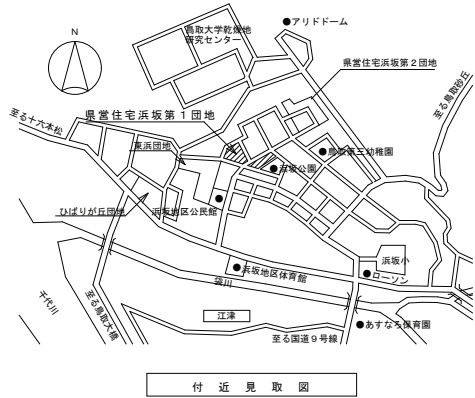 鳥取大学乾燥地
研究センター
●アリドドーム
N
県営住宅浜坂第２団地
至る鳥取砂丘
至る十六本松
県営住宅浜坂第１団地
東浜団地
●鳥取第三幼稚園
●浜坂公園
ひばりが丘団地
浜坂地区公民館
浜坂小
●浜坂地区体育館
●ローソン
袋川
千代川
至る鳥取大橋
江津
●あすなろ保育園
至る国道９号線
付近見取図